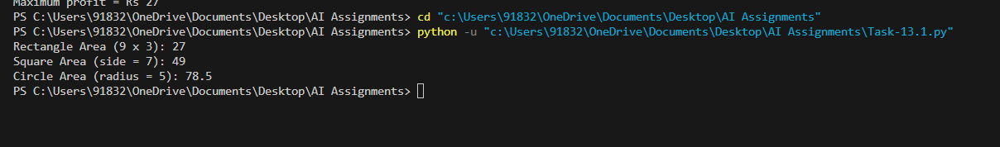 Maximum profit = Rs 27
PS C:\Users\91832\OneDrive\Documents\Desktop\AI Assignments> cd "c:\Users\91832\OneDrive\Documents\Desktop\AI Assignments"
PS C:\Users\91832\OneDrive\Documents\Desktop\AI Assignments> python -u "c:\Users\91832\OneDrive\Documents\Desktop\AI Assignments\Task-13.1.py"
Rectangle Area (9 x 3): 27
Square Area (side = 7): 49
Circle Area (radius = 5): 78.5
PS C:\Users\91832\OneDrive\Documents\Desktop\AI Assignments>